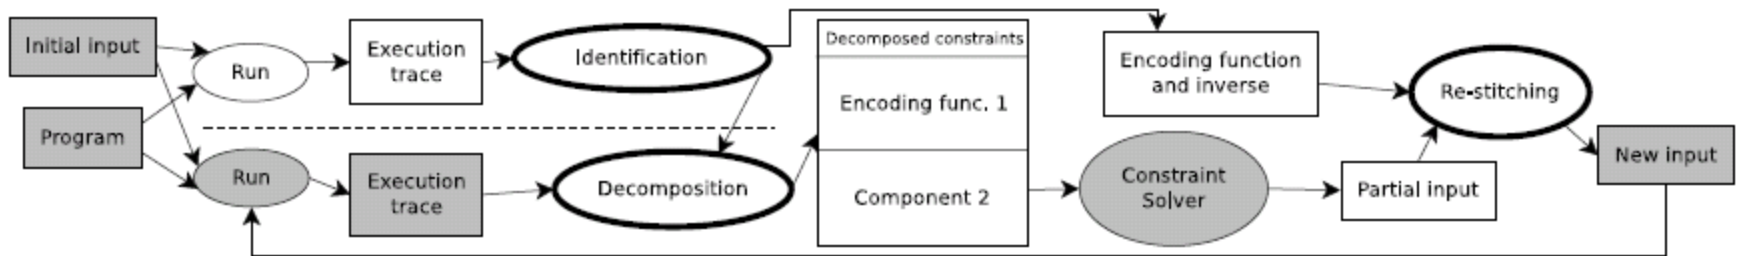 Initial input
Program
Run
Run
Execution
trace
Execution
trace
Identification
Decomposition
Decomposed constraints
Encoding func. 1
Component 2
Encoding function
and inverse
Constraint
Solver
Partial input
Re-stitching
New input